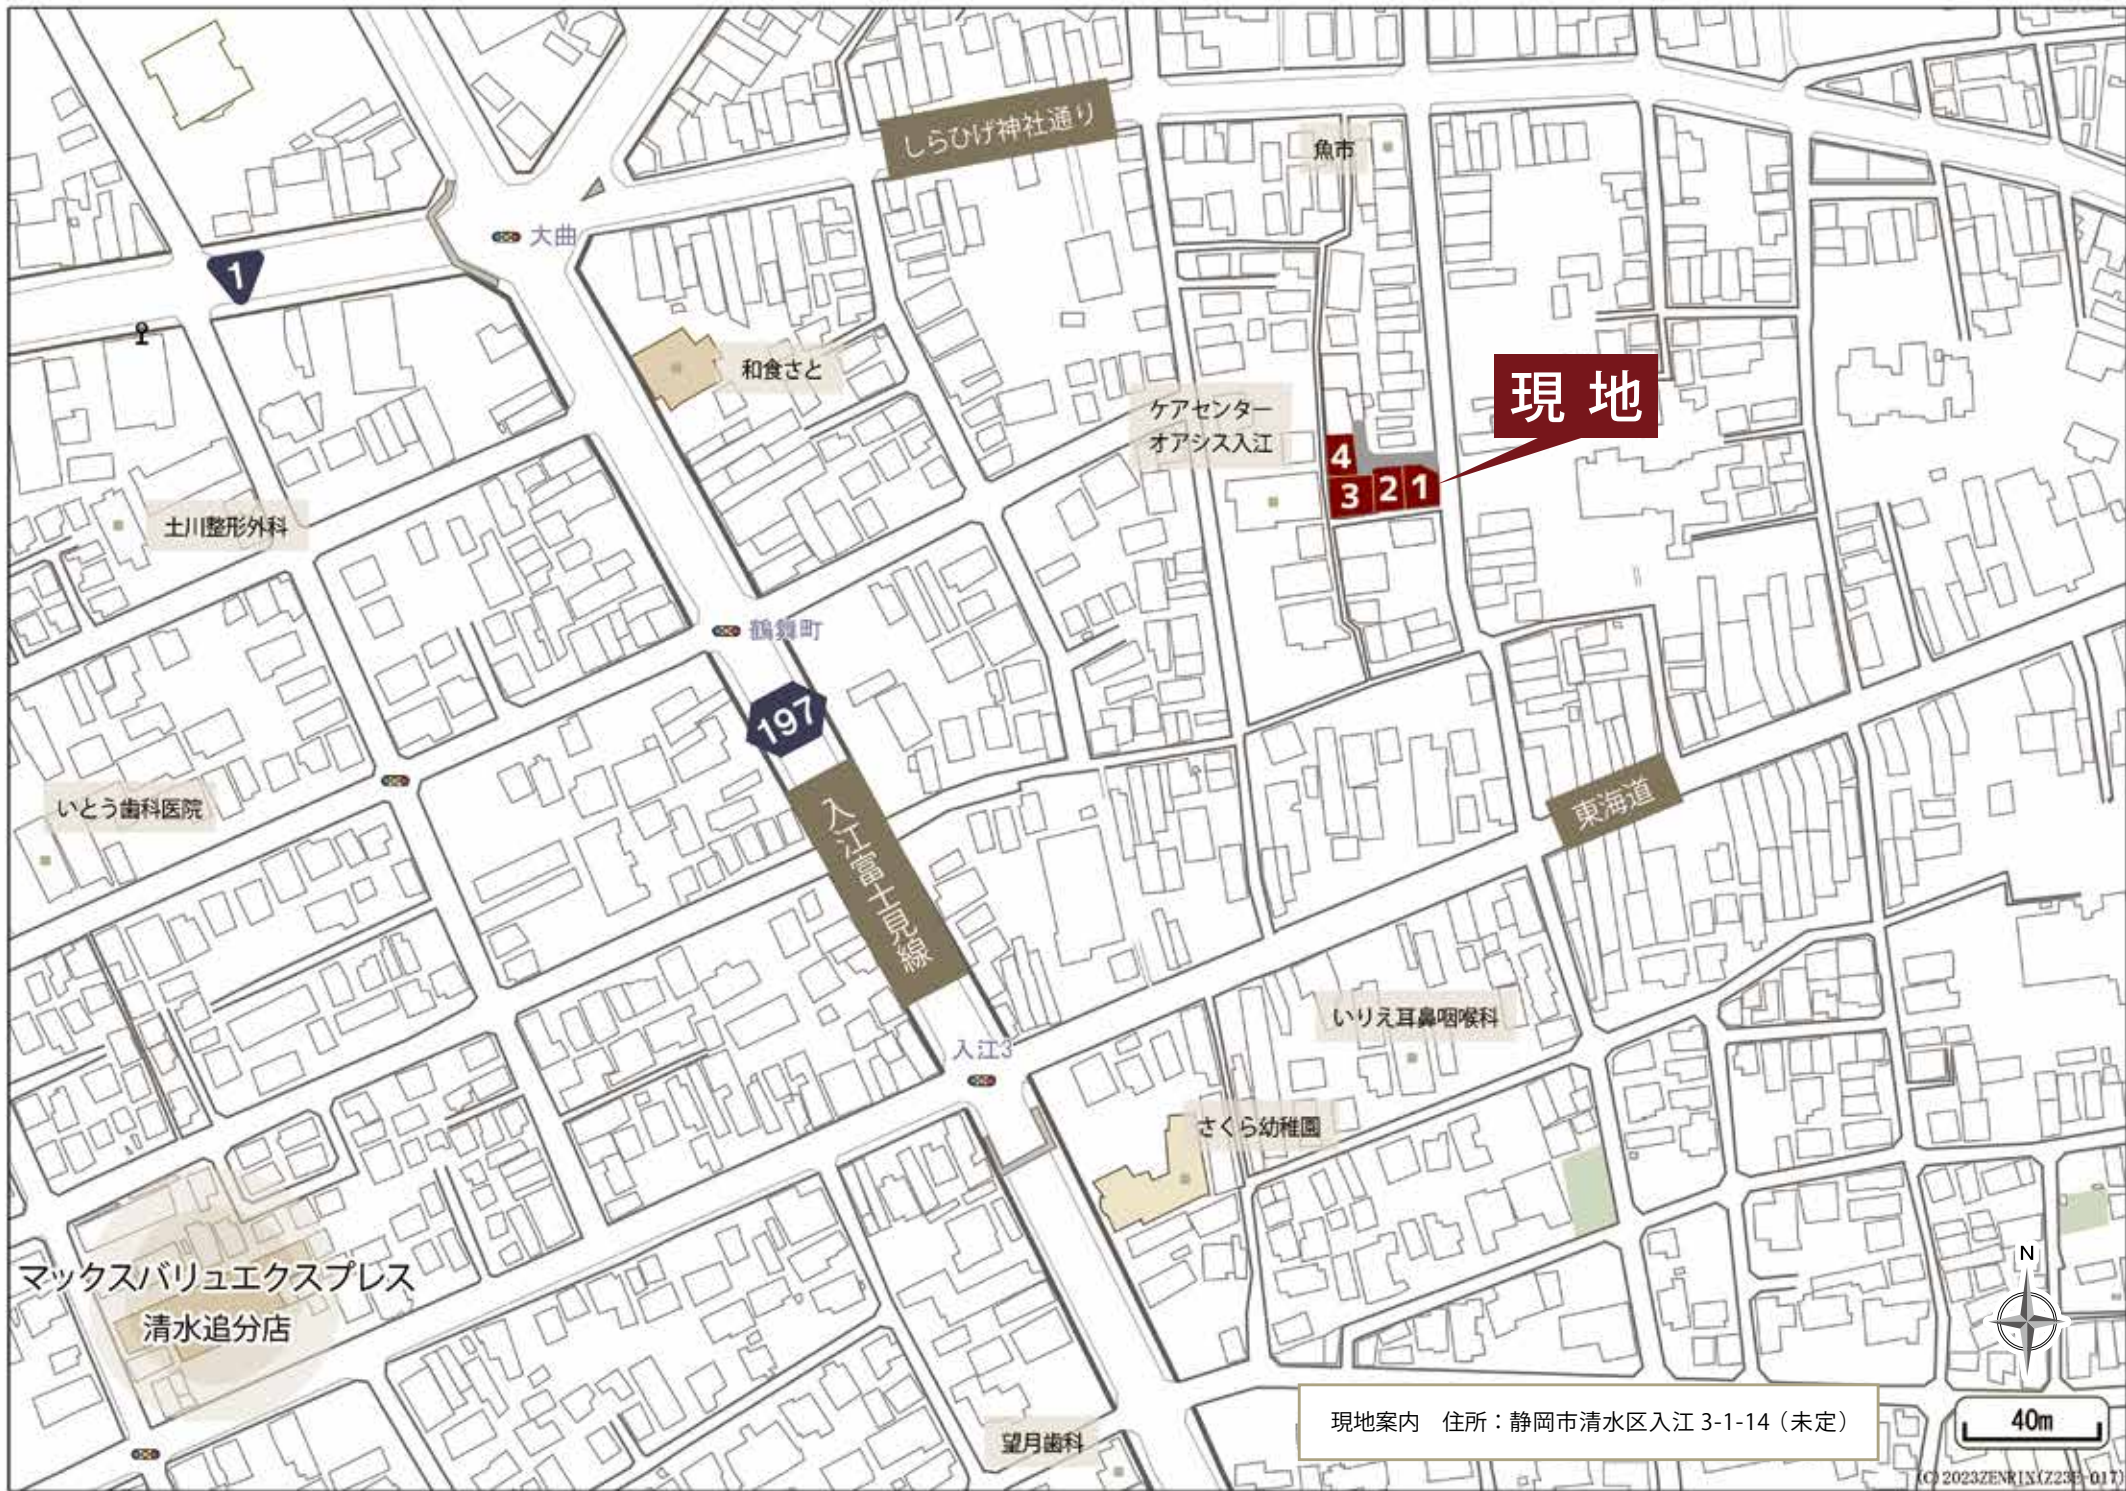 しらひげ神社通り
魚市
大曲
1
和食さと
現 地
ケアセンター
オアシス入江
4
3 2 1
土川整形外科
鶴舞町
197
いとう歯科医院
入江富士見線
東海道
いりえ耳鼻咽喉科
入江3
さくら幼稚園
マックスバリュエクスプレス
清水追分店
N
現地案内 住所：静岡市清水区入江 3-1-14（未定）
40m
望月歯科
(C)2023ZENRIN(Z23E-017)